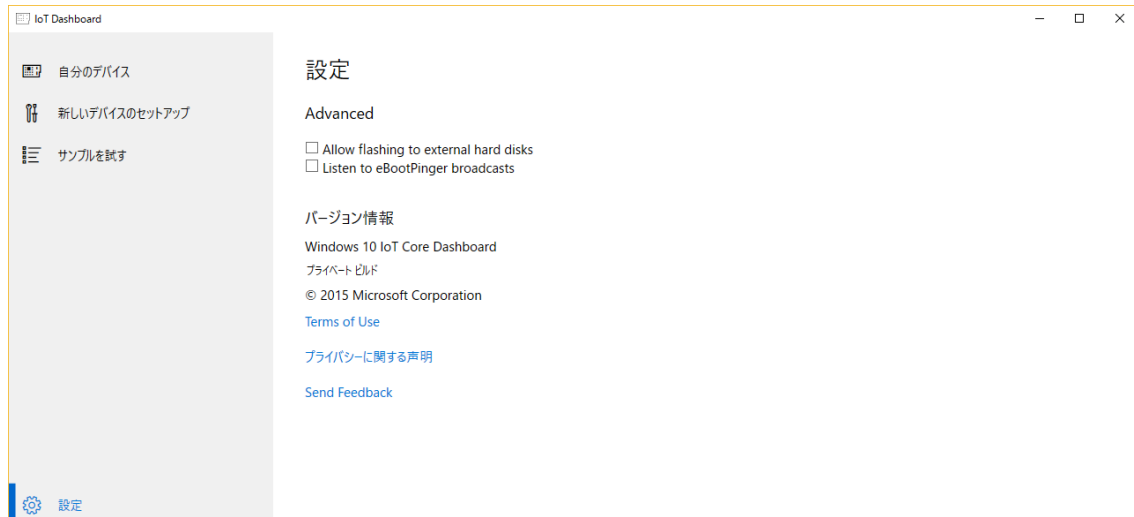 IoT Dashboard
自分のデバイス
新しいデバイスのセットアップ
サンプルを試す
設定
設定
Advanced
Allow flashing to external hard disks
Listen to eBootPinger broadcasts
バージョン情報
Windows 10 IoT Core Dashboard
プライベート ビルド
© 2015 Microsoft Corporation
Terms of Use
プライバシーに関する声明
Send Feedback